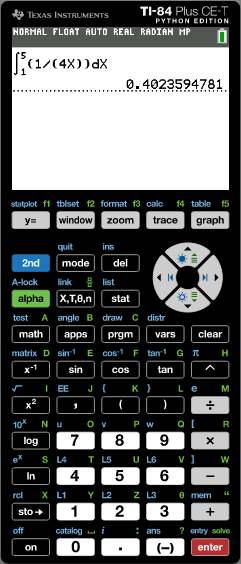 TEXAS INSTRUMENTS TI-84 Plus CE-T
PYTHON EDITION
NORMAL FLOAT AUTO REAL RADIAN MP
∫₁⁵(1/(4X))dX
0.4023594781
statplot f1 tblset f2 format f3 calc f4 table f5
y= window zoom trace graph
quit ins
2nd mode del
A-lock link list
alpha X,T,θ,n stat
test A angle B draw C distr
math apps prgm vars clear
matrix D sin⁻¹ E cos⁻¹ F tan⁻¹ G π H
x⁻¹ sin cos tan ^
√ I EE J { K } L e M
x² , ( ) ÷
10ˣ N u O v P w Q [ R
log 7 8 9 ×
eˣ S L4 T L5 U L6 V ] W
ln 4 5 6 −
rcl X L1 Y L2 Z L3 θ mem "
sto→ 1 2 3 +
off catalog ⎵ i : ans ? entry solve
on 0 . (−) enter